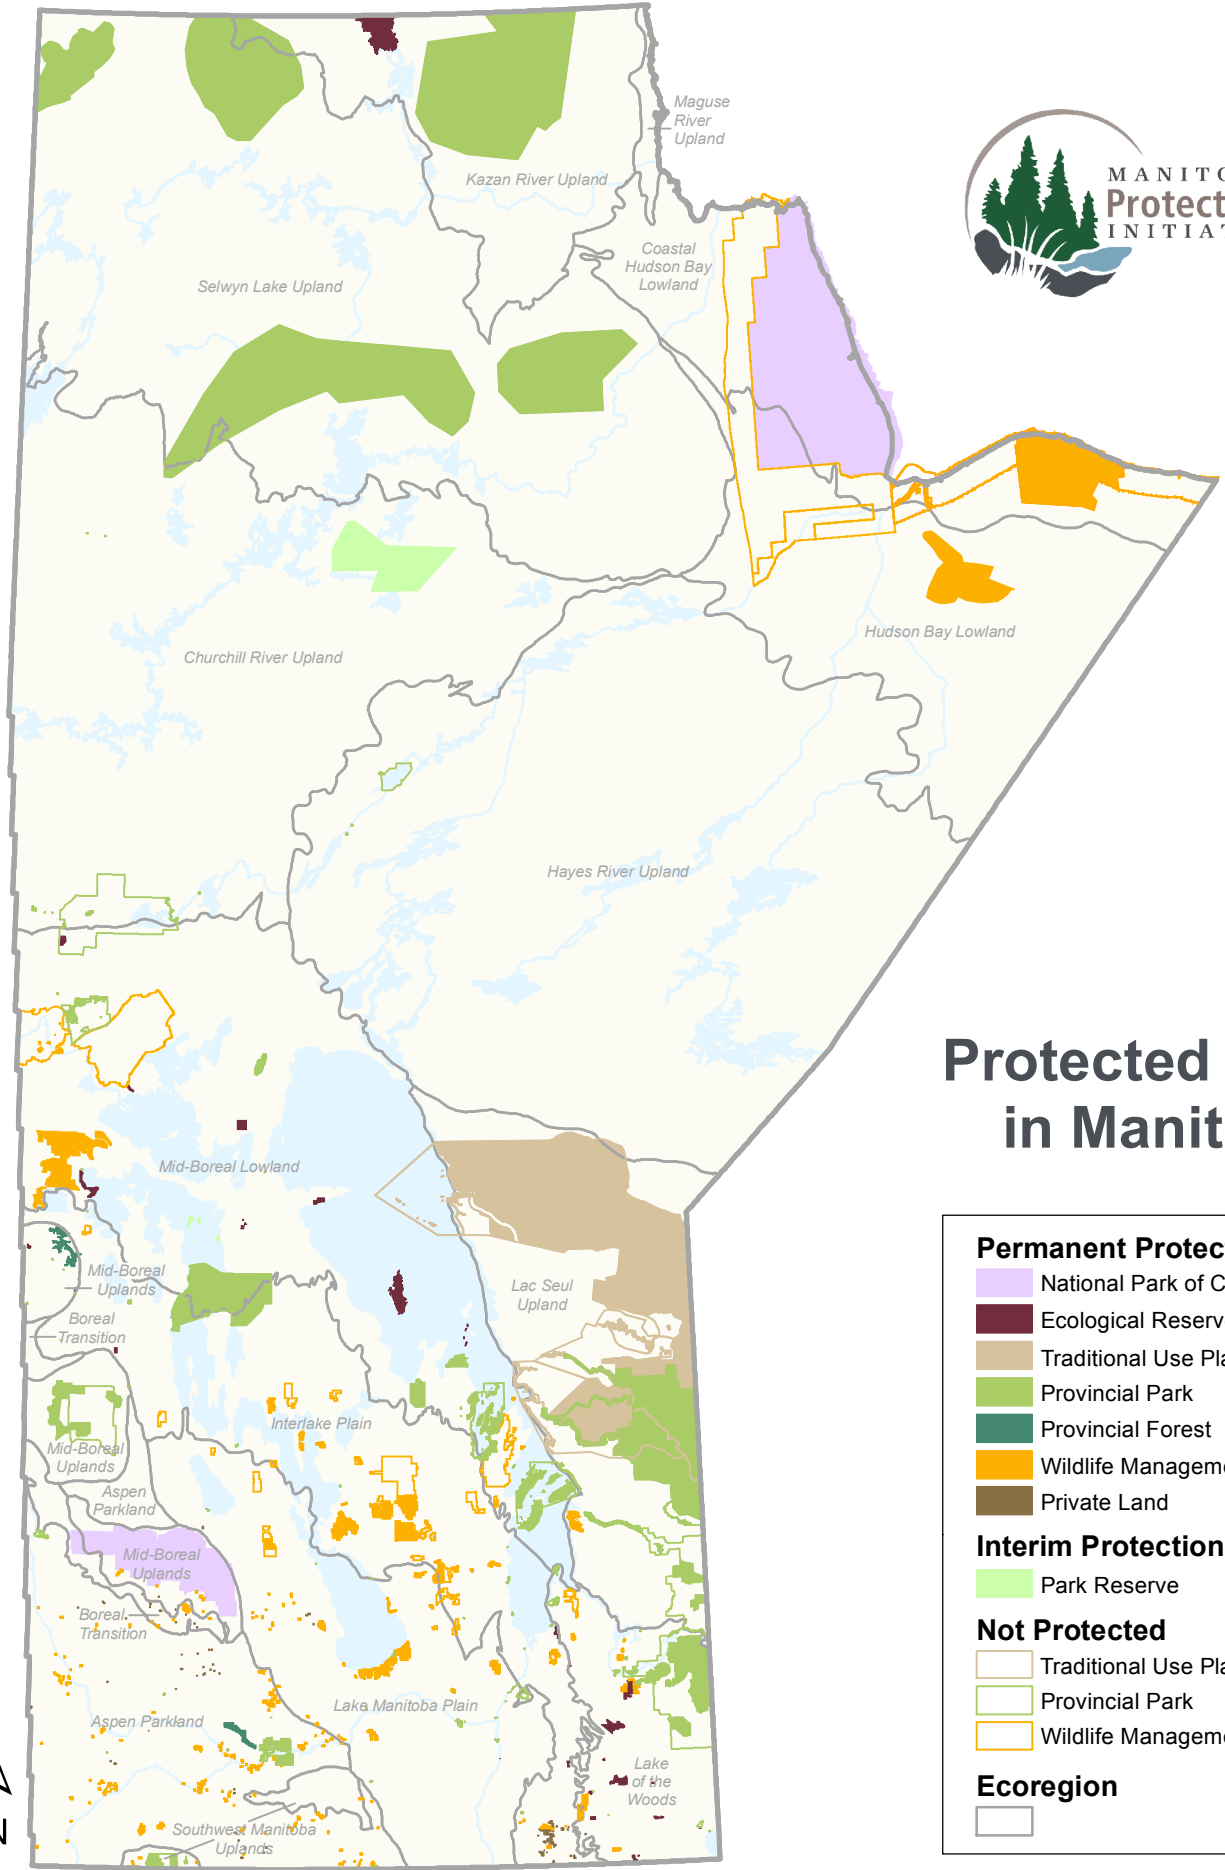 Maguse
River
Upland
MANITO
Protect
INITIAT
Kazan River Upland
Coastal
Hudson Bay
Lowland
Selwyn Lake Upland
Hudson Bay Lowland
Churchill River Upland
Hayes River Upland
Protected
in Manit
Mid-Boreal Lowland
Mid-Boreal
Uplands
Lac Seul
Upland
Boreal
Transition
Interlake Plain
Mid-Boreal
Uplands
Aspen
Parkland
Mid-Boreal
Uplands
Boreal
Transition
Lake Manitoba Plain
Aspen Parkland
Lake
of the
Woods
Southwest Manitoba
Uplands
N
Permanent Protec
National Park of C
Ecological Reserv
Traditional Use Pla
Provincial Park
Provincial Forest
Wildlife Manageme
Private Land
Interim Protection
Park Reserve
Not Protected
Traditional Use Pla
Provincial Park
Wildlife Manageme
Ecoregion